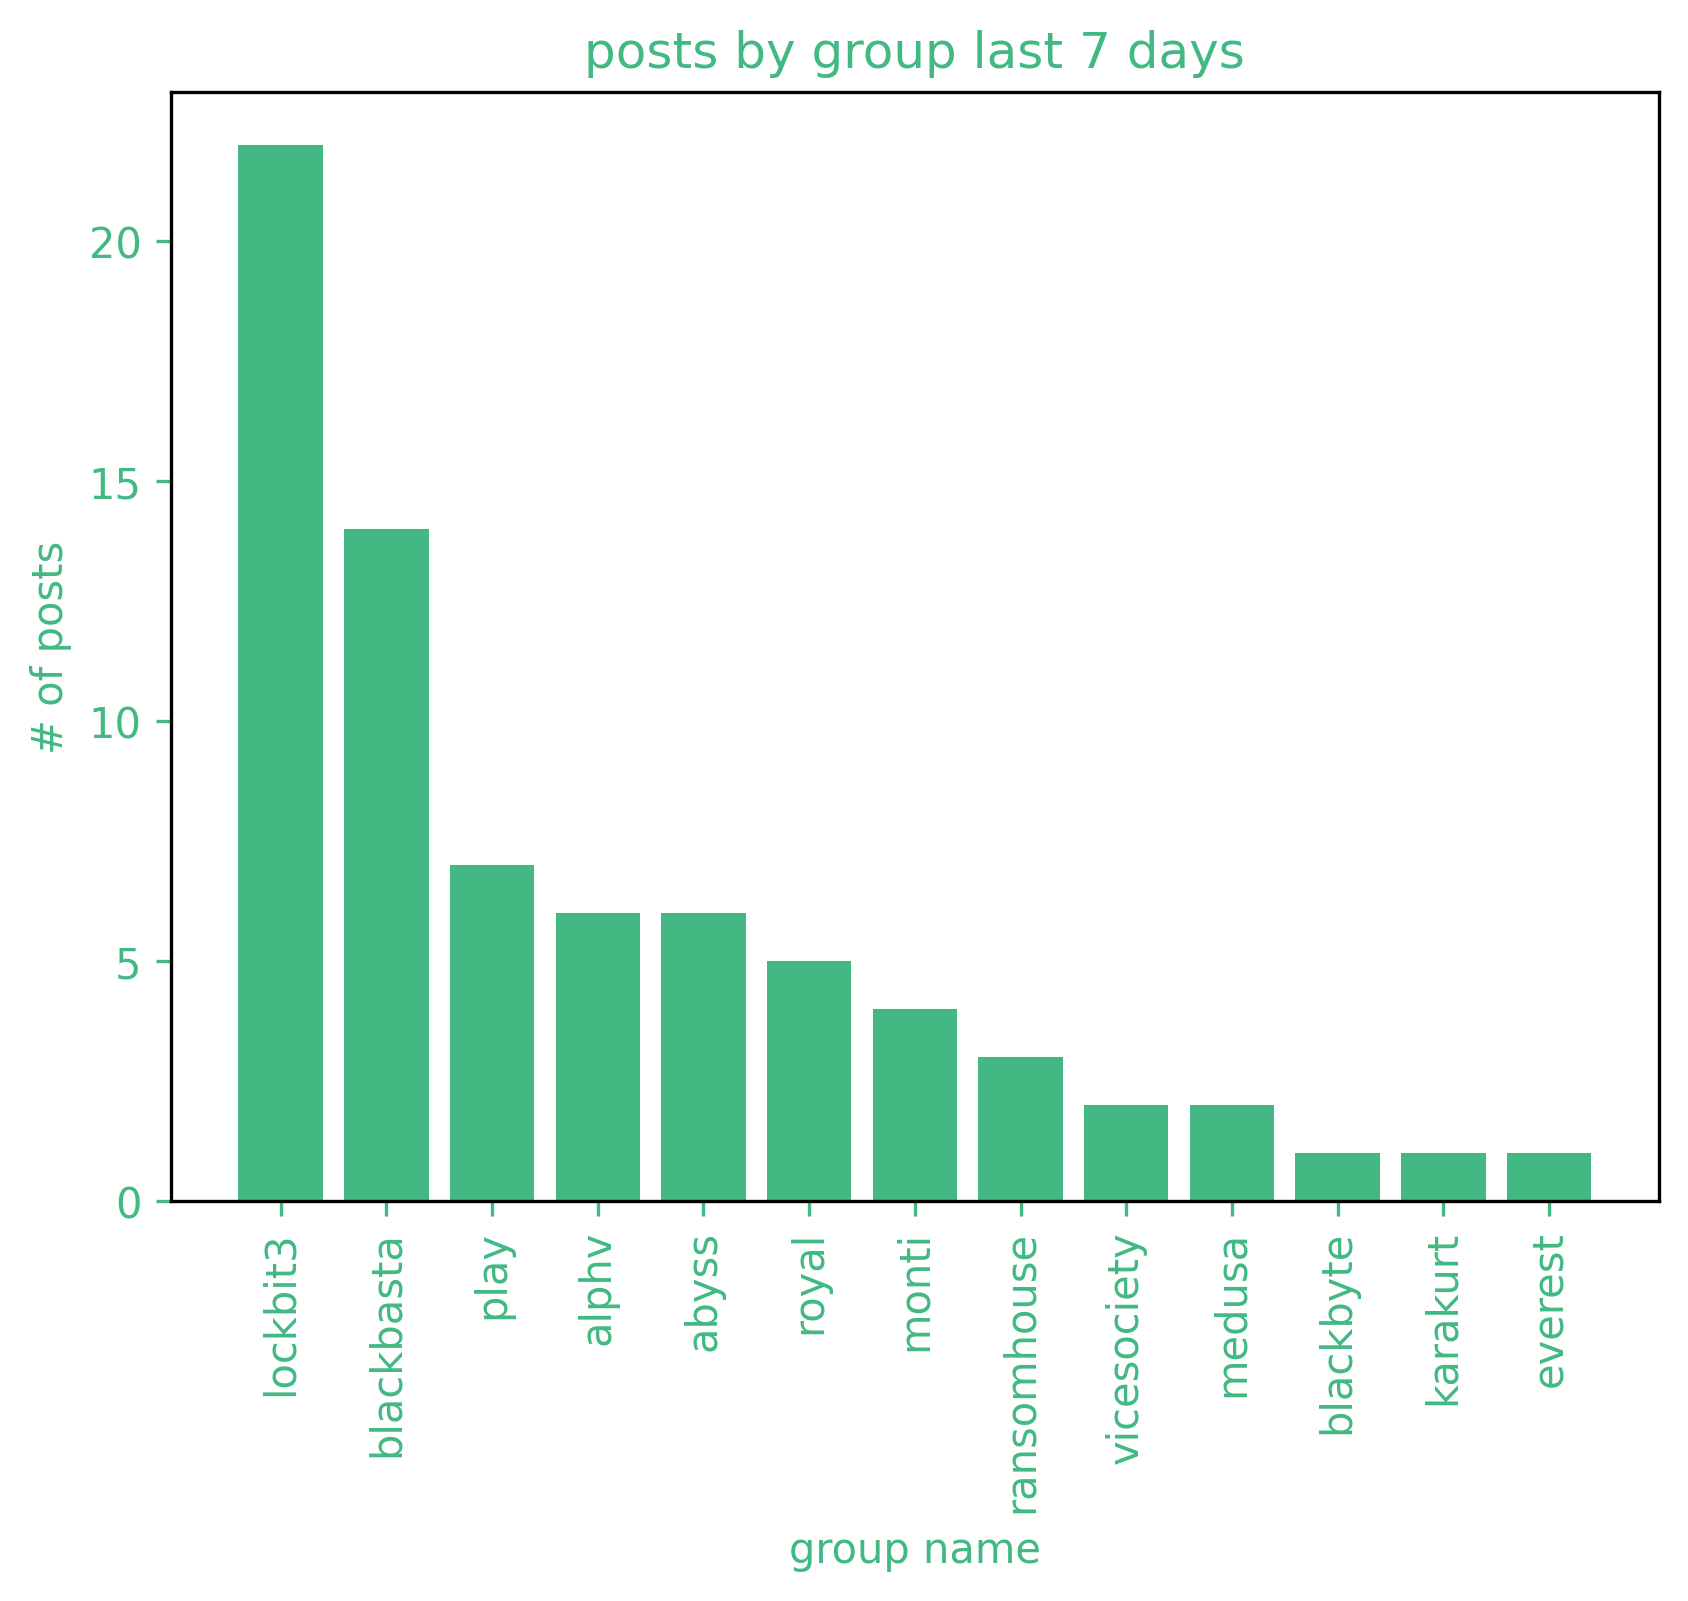 posts by group last 7 days
# of posts
20
15
10
5
0
lockbit3
blackbasta
play
alphv
abyss
royal
monti
ransomhouse
vicesociety
medusa
blackbyte
karakurt
everest
group name